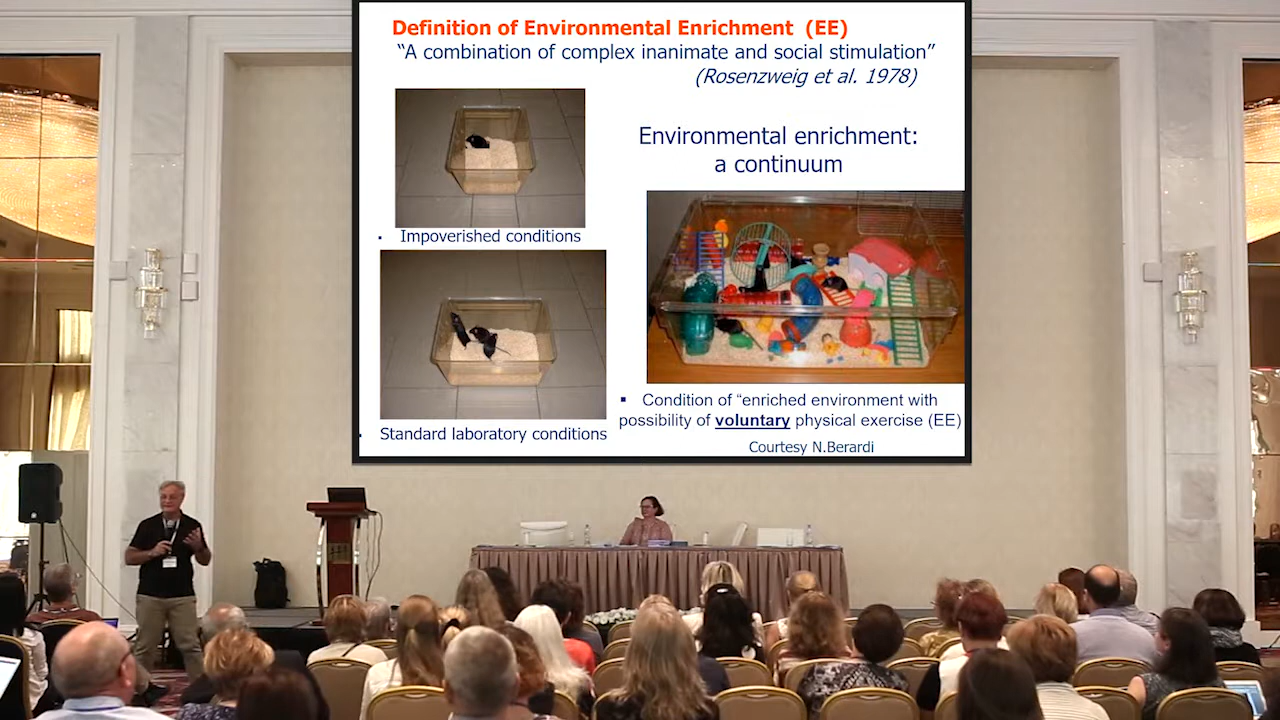 Definition of Environmental Enrichment (EE)
“A combination of complex inanimate and social stimulation”
(Rosenzweig et al. 1978)
Environmental enrichment:
a continuum
▪ Impoverished conditions
▪ Standard laboratory conditions
▪ Condition of “enriched environment with
possibility of voluntary physical exercise (EE)
Courtesy N.Berardi